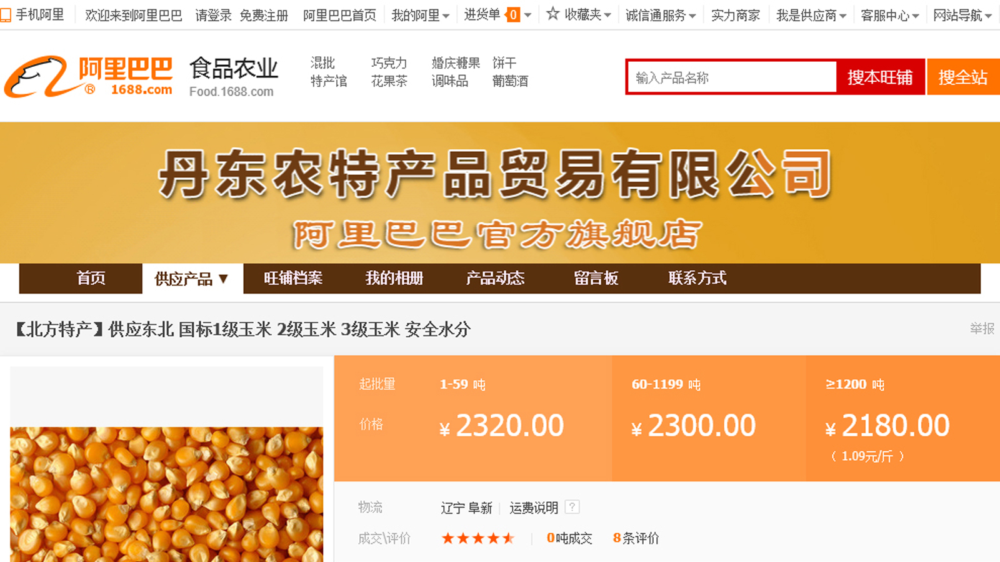 手机阿里 欢迎来到阿里巴巴 请登录 免费注册 阿里巴巴首页 我的阿里 进货单 0 收藏夹 诚信通服务 实力商家 我是供应商 客服中心 网站导航
阿里巴巴 ® 1688.com
食品农业
Food.1688.com
混批 巧克力 婚庆糖果 饼干
特产馆 花果茶 调味品 葡萄酒
输入产品名称 搜本旺铺 搜全站
丹东农特产品贸易有限公司
阿里巴巴官方旗舰店
首页 供应产品▼ 旺铺档案 我的相册 产品动态 留言板 联系方式
【北方特产】供应东北 国标1级玉米 2级玉米 3级玉米 安全水分 举报
起批量 1-59 吨 60-1199 吨 ≥1200 吨
价格 ¥ 2320.00 ¥ 2300.00 ¥ 2180.00
（ 1.09元/斤 ）
物流 辽宁 阜新 运费说明 ?
成交\评价 0吨成交 8条评价